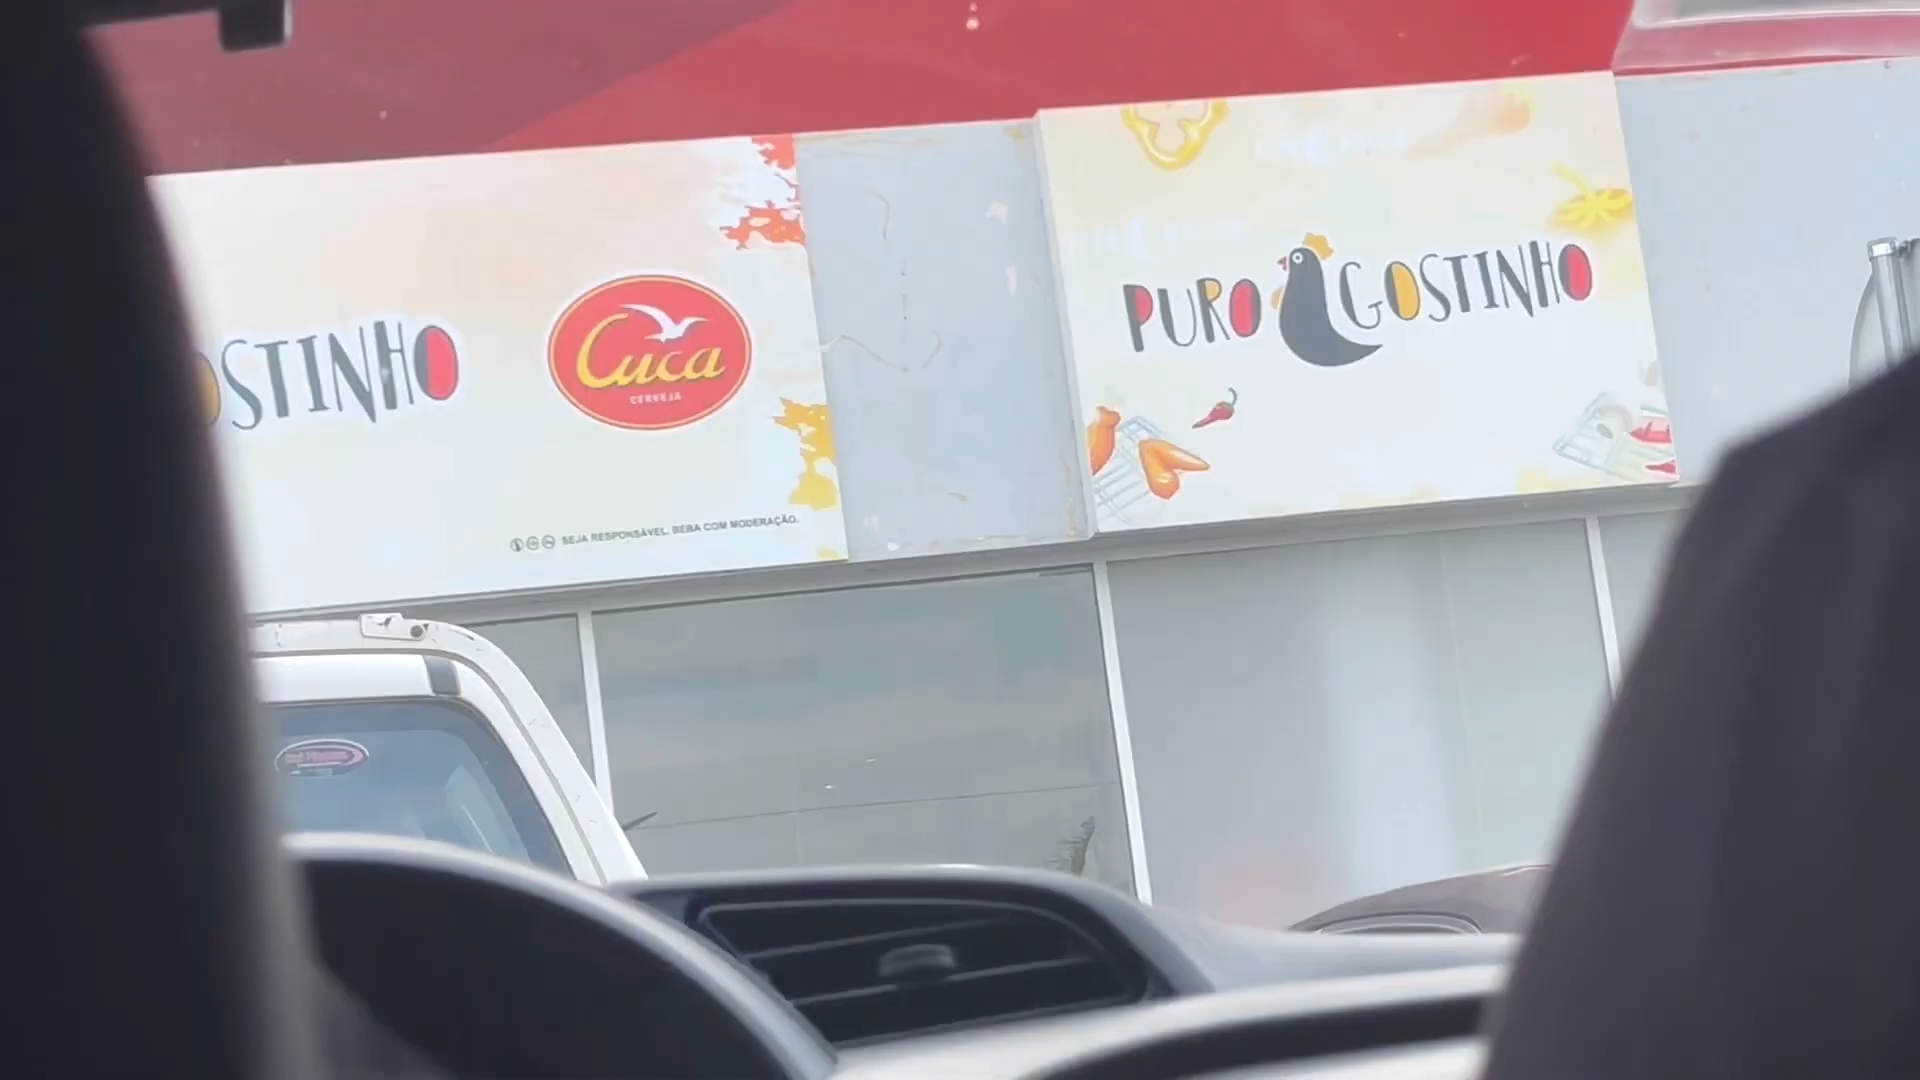 OSTINHO
Cuca
CERVEJA
SEJA RESPONSÁVEL. BEBA COM MODERAÇÃO.
PURO GOSTINHO